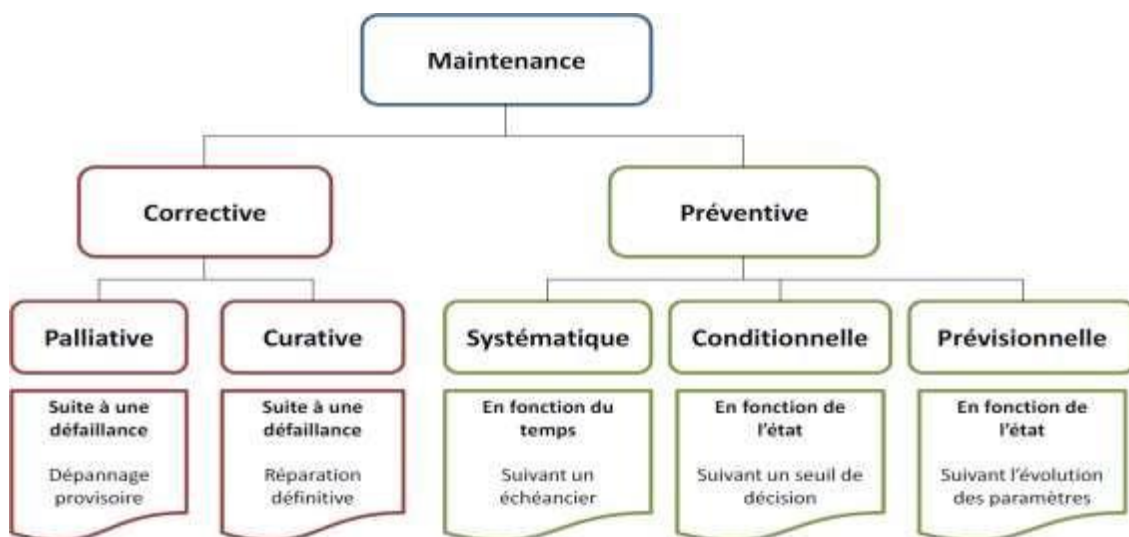 Maintenance
Corrective
Préventive
Palliative
Curative
Systématique
Conditionnelle
Prévisionnelle
Suite à une
défaillance
Dépannage
provisoire
Suite à une
défaillance
Réparation
définitive
En fonction du
temps
Suivant un
échéancier
En fonction de
l'état
Suivant un seuil de
décision
En fonction de
l'état
Suivant l'évolution
des paramètres